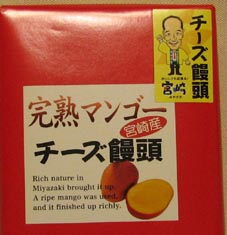 チーズ饅頭
宮崎
完熟マンゴー
宮崎産
チーズ饅頭
Rich nature in
Miyazaki brought it up.
A ripe mango was used,
and it finished up richly.